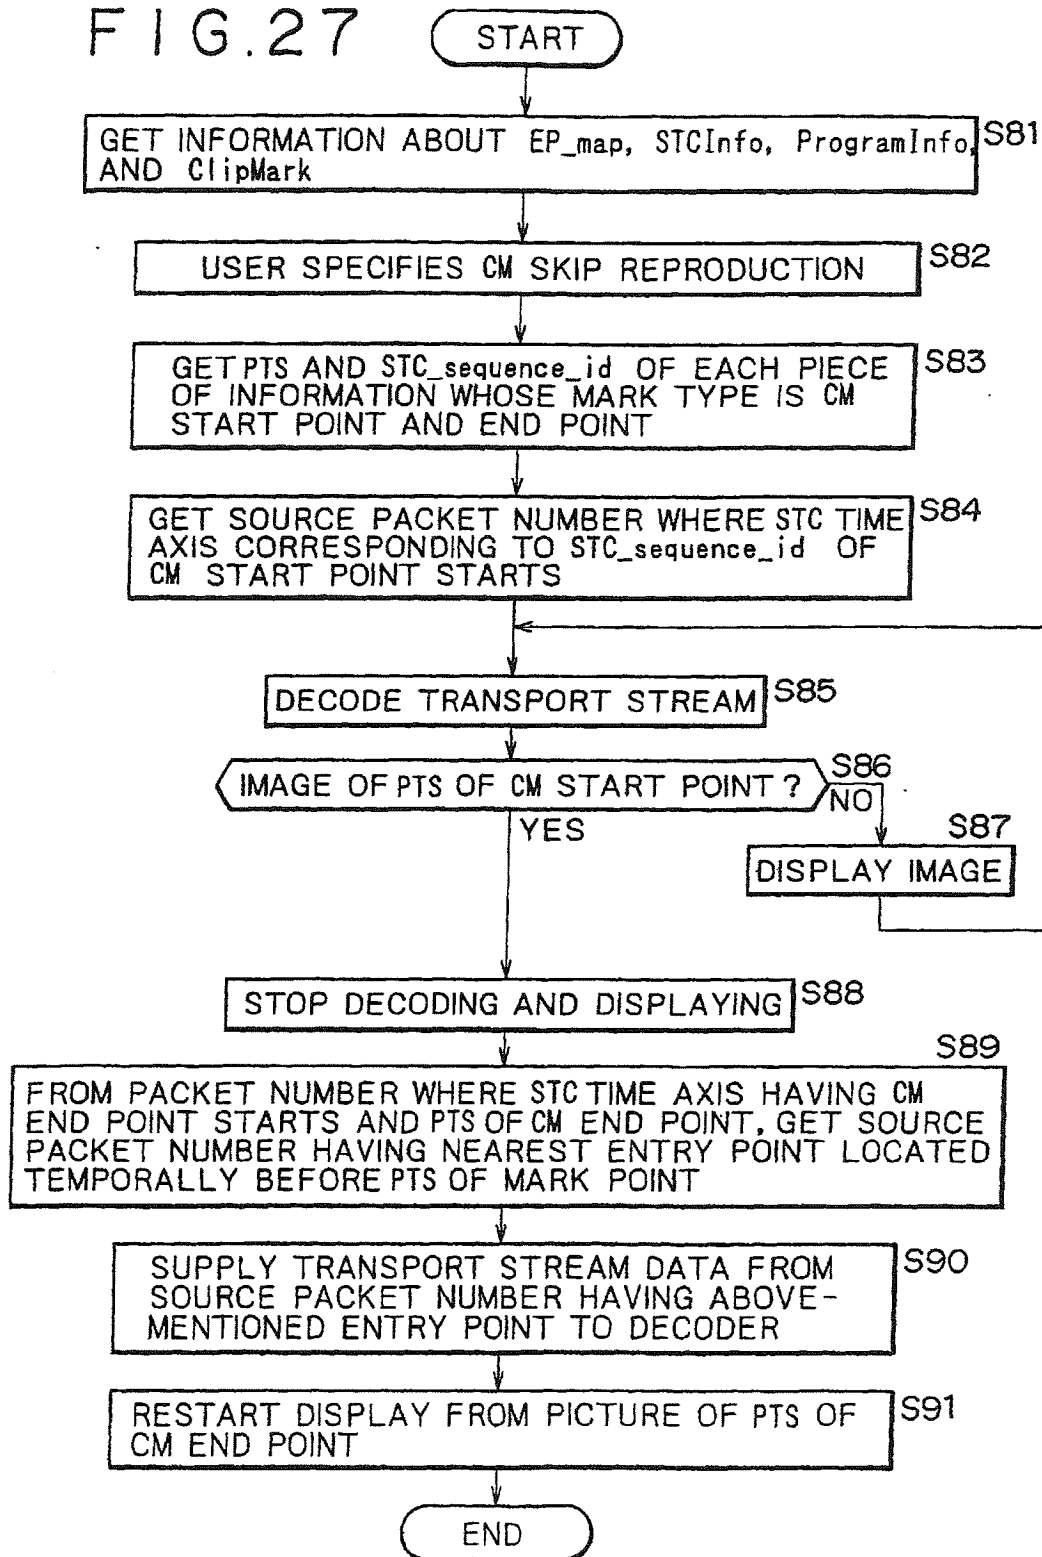 FIG.27
START
GET INFORMATION ABOUT EP_map, STCInfo, ProgramInfo,
AND ClipMark
S81
USER SPECIFIES CM SKIP REPRODUCTION
S82
GET PTS AND STC_sequence_id OF EACH PIECE
OF INFORMATION WHOSE MARK TYPE IS CM
START POINT AND END POINT
S83
GET SOURCE PACKET NUMBER WHERE STC TIME
AXIS CORRESPONDING TO STC_sequence_id OF
CM START POINT STARTS
S84
DECODE TRANSPORT STREAM
S85
IMAGE OF PTS OF CM START POINT?
S86
NO
YES
S87
DISPLAY IMAGE
STOP DECODING AND DISPLAYING
S88
S89
FROM PACKET NUMBER WHERE STC TIME AXIS HAVING CM
END POINT STARTS AND PTS OF CM END POINT, GET SOURCE
PACKET NUMBER HAVING NEAREST ENTRY POINT LOCATED
TEMPORALLY BEFORE PTS OF MARK POINT
SUPPLY TRANSPORT STREAM DATA FROM
SOURCE PACKET NUMBER HAVING ABOVE-
MENTIONED ENTRY POINT TO DECODER
S90
RESTART DISPLAY FROM PICTURE OF PTS OF
CM END POINT
S91
END